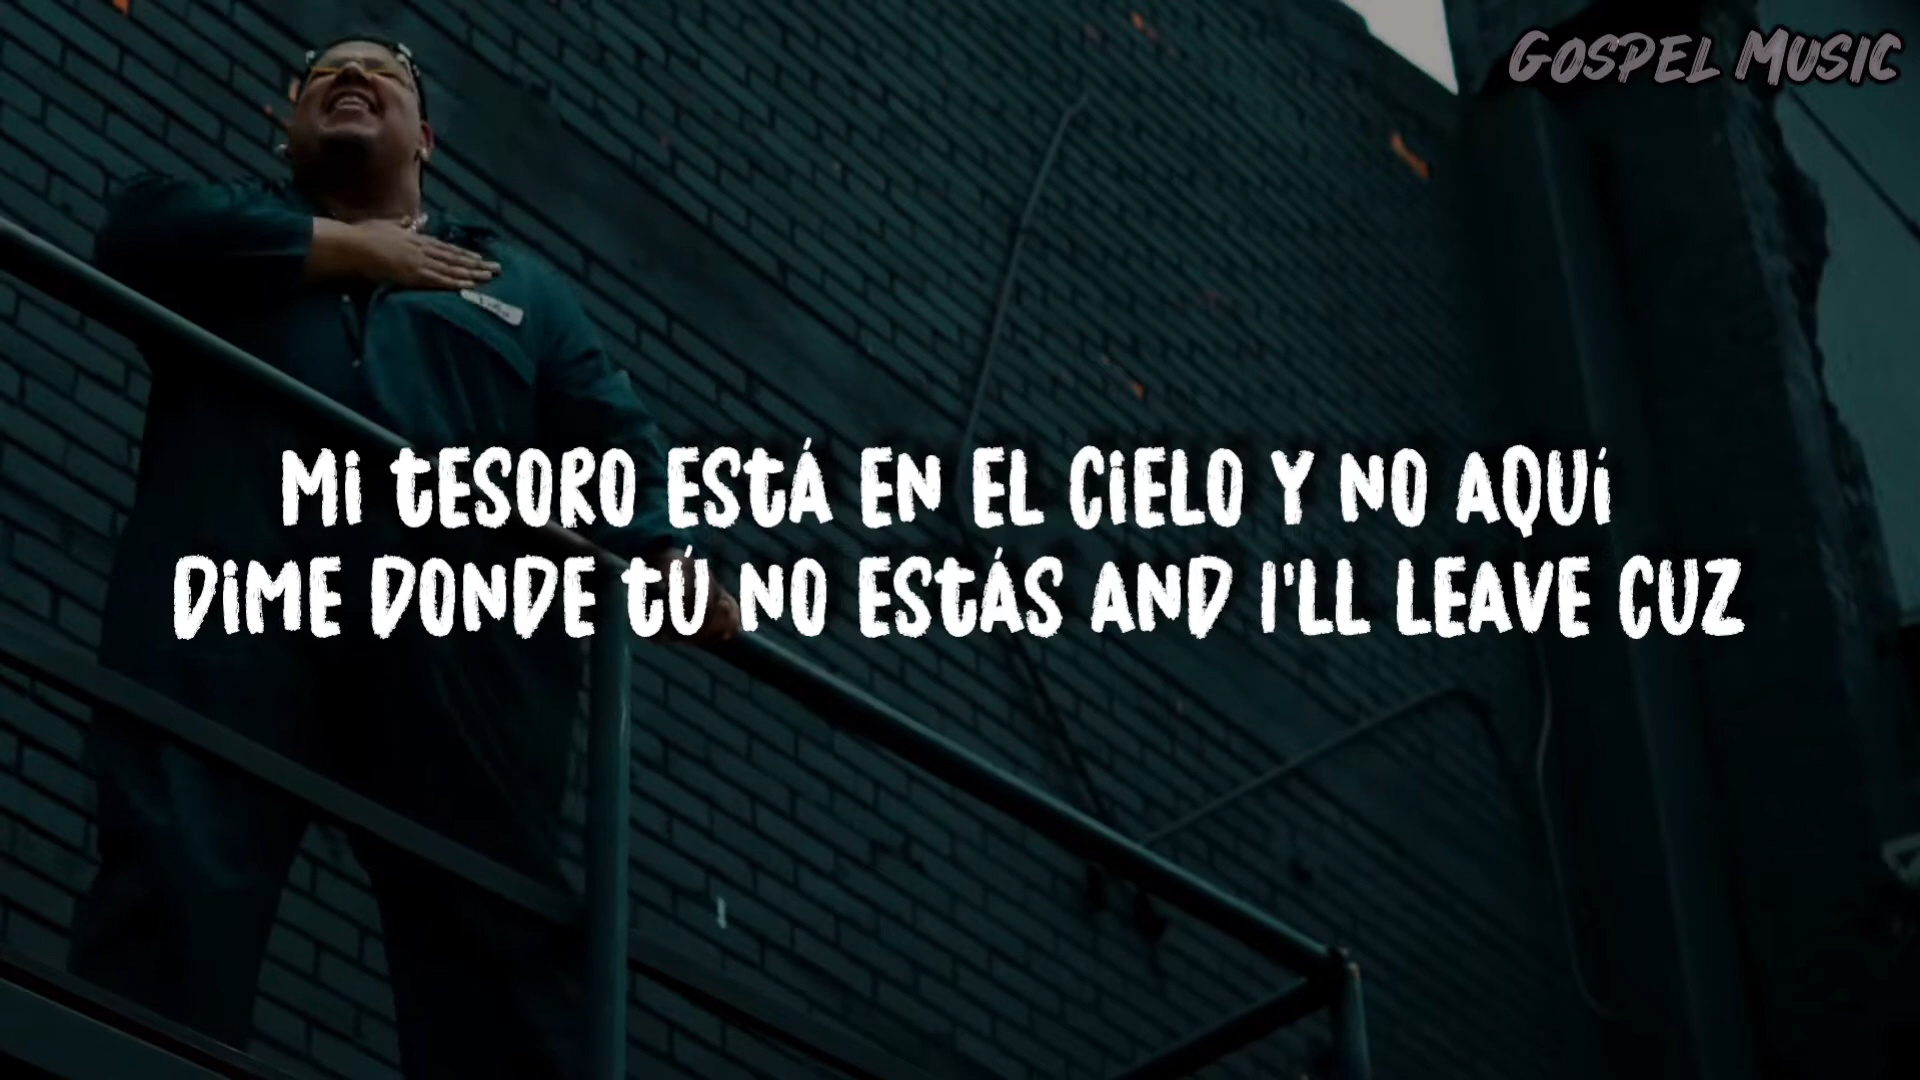 GOSPEL MUSIC
MI TESORO ESTÁ EN EL CIELO Y NO AQUÍ
DIME DONDE TÚ NO ESTÁS AND I'LL LEAVE CUZ